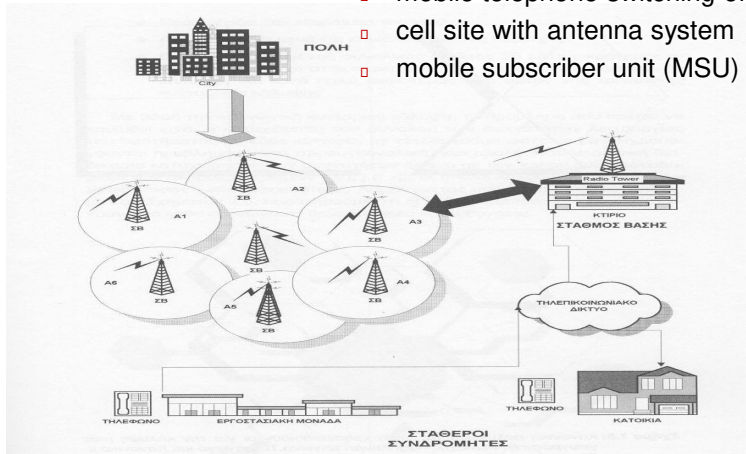 mobile telephone switching
cell site with antenna system
mobile subscriber unit (MSU)
ΠΟΛΗ
City
A2
ΣΒ
A1
ΣΒ
A3
ΣΒ
ΣΒ
A6
ΣΒ
A5
ΣΒ
A4
ΣΒ
Radio Tower
ΚΤΙΡΙΟ
ΣΤΑΘΜΟΣ ΒΑΣΗΣ
ΤΗΛΕΠΙΚΟΙΝΩΝΙΑΚΟ
ΔΙΚΤΥΟ
ΤΗΛΕΦΩΝΟ
ΕΡΓΟΣΤΑΣΙΑΚΗ ΜΟΝΑΔΑ
ΤΗΛΕΦΩΝΟ
ΚΑΤΟΙΚΙΑ
ΣΤΑΘΕΡΟΙ
ΣΥΝΔΡΟΜΗΤΕΣ